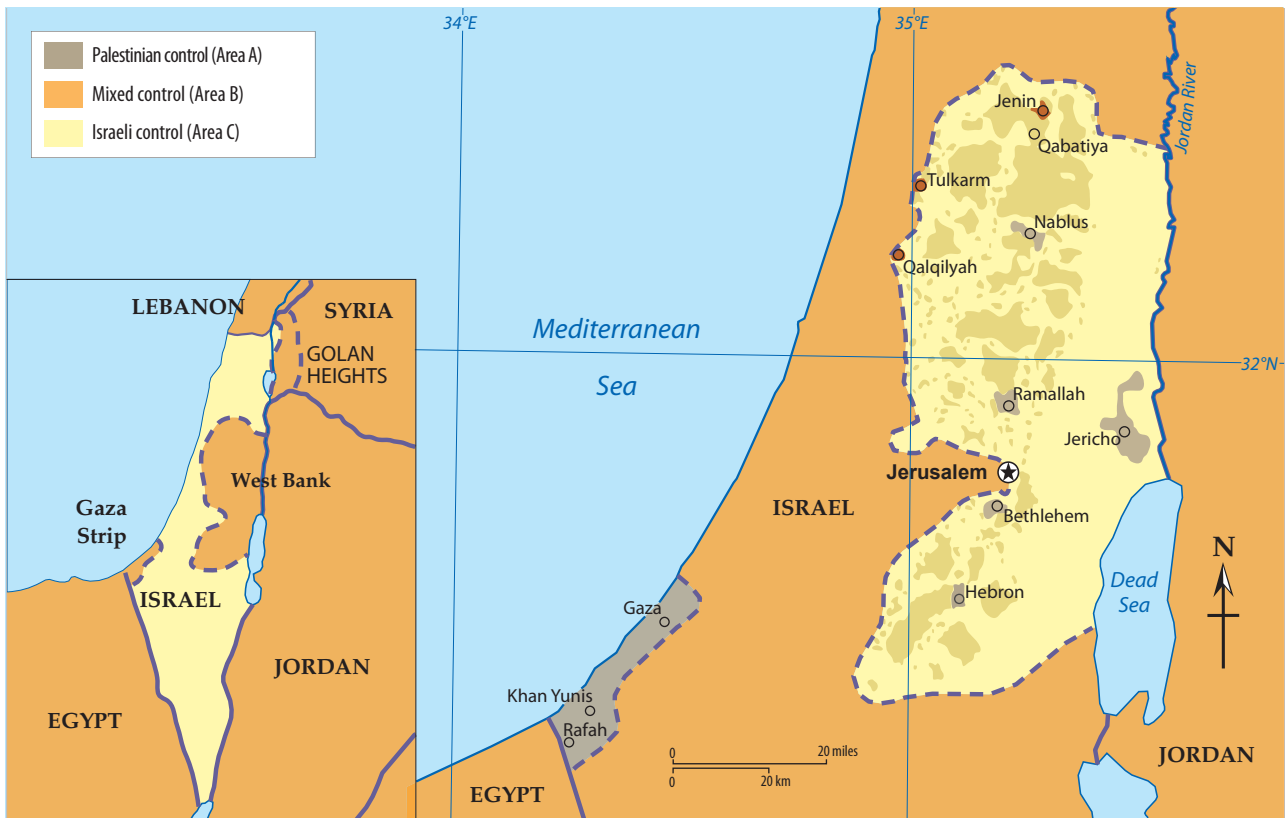 34°E
35°E
Palestinian control (Area A)
Mixed control (Area B)
Israeli control (Area C)
Jordan River
Jenin
Qabatiya
Tulkarm
Nablus
Qalqilyah
LEBANON
SYRIA
GOLAN
HEIGHTS
Mediterranean
Sea
32°N
Ramallah
Jericho
Jerusalem
West Bank
Gaza
Strip
ISRAEL
Bethlehem
N
Dead
Sea
Hebron
ISRAEL
Gaza
JORDAN
Khan Yunis
Rafah
EGYPT
0
20 miles
0
20 km
JORDAN
EGYPT